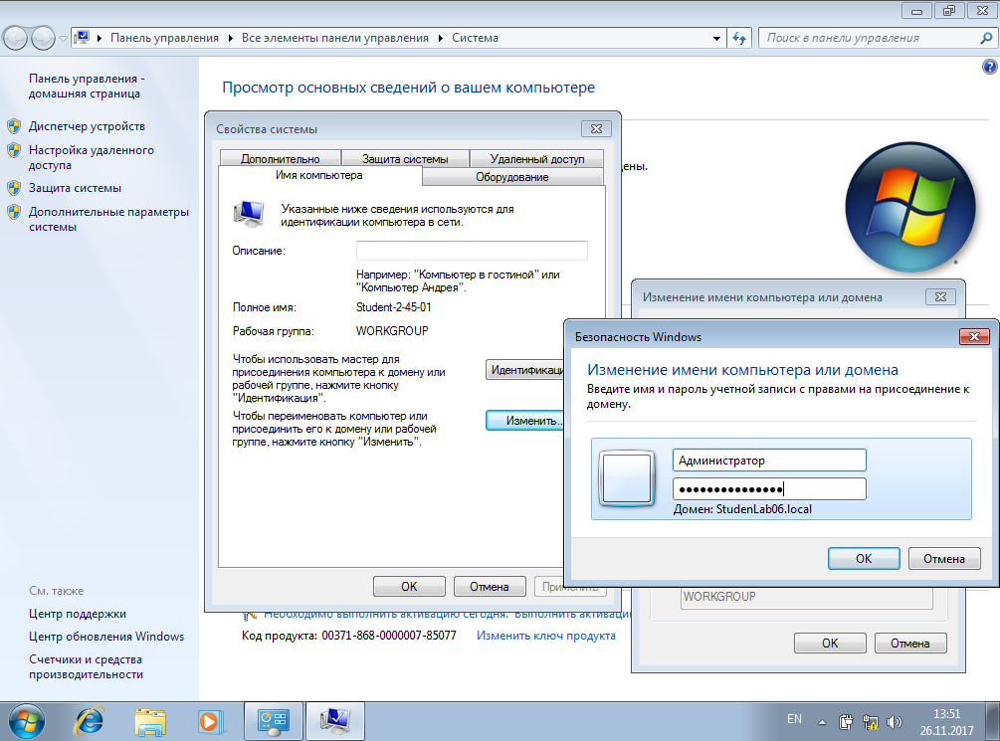 Панель управления
Все элементы панели управления
Система
Поиск в панели управления
Панель управления -
домашняя страница
Диспетчер устройств
Настройка удаленного
доступа
Защита системы
Дополнительные параметры
системы
См. также
Центр поддержки
Центр обновления Windows
Счетчики и средства
производительности
Просмотр основных сведений о вашем компьютере
Свойства системы
Дополнительно
Защита системы
Удаленный доступ
Имя компьютера
Оборудование
Указанные ниже сведения используются для
идентификации компьютера в сети.
Описание:
Например: "Компьютер в гостиной" или
"Компьютер Андрея".
Полное имя:
Student-2-45-01
Рабочая группа:
WORKGROUP
Чтобы использовать мастер для
присоединения компьютера к домену или
рабочей группе, нажмите кнопку
"Идентификация".
Идентификаци
Чтобы переименовать компьютер или
присоединить его к домену или рабочей
группе, нажмите кнопку "Изменить".
Изменить..
OK
Отмена
Применить
Изменение имени компьютера или домена
Безопасность Windows
Изменение имени компьютера или домена
Введите имя и пароль учетной записи с правами на присоединение к
домену.
Администратор
Домен: StudenLab06.local
OK
Отмена
WORKGROUP
OK
Отмена
Необходимо выполнить активацию сегодня. Выполнить активаци
Код продукта: 00371-868-0000007-85077
Изменить ключ продукта
EN
13:51
26.11.2017